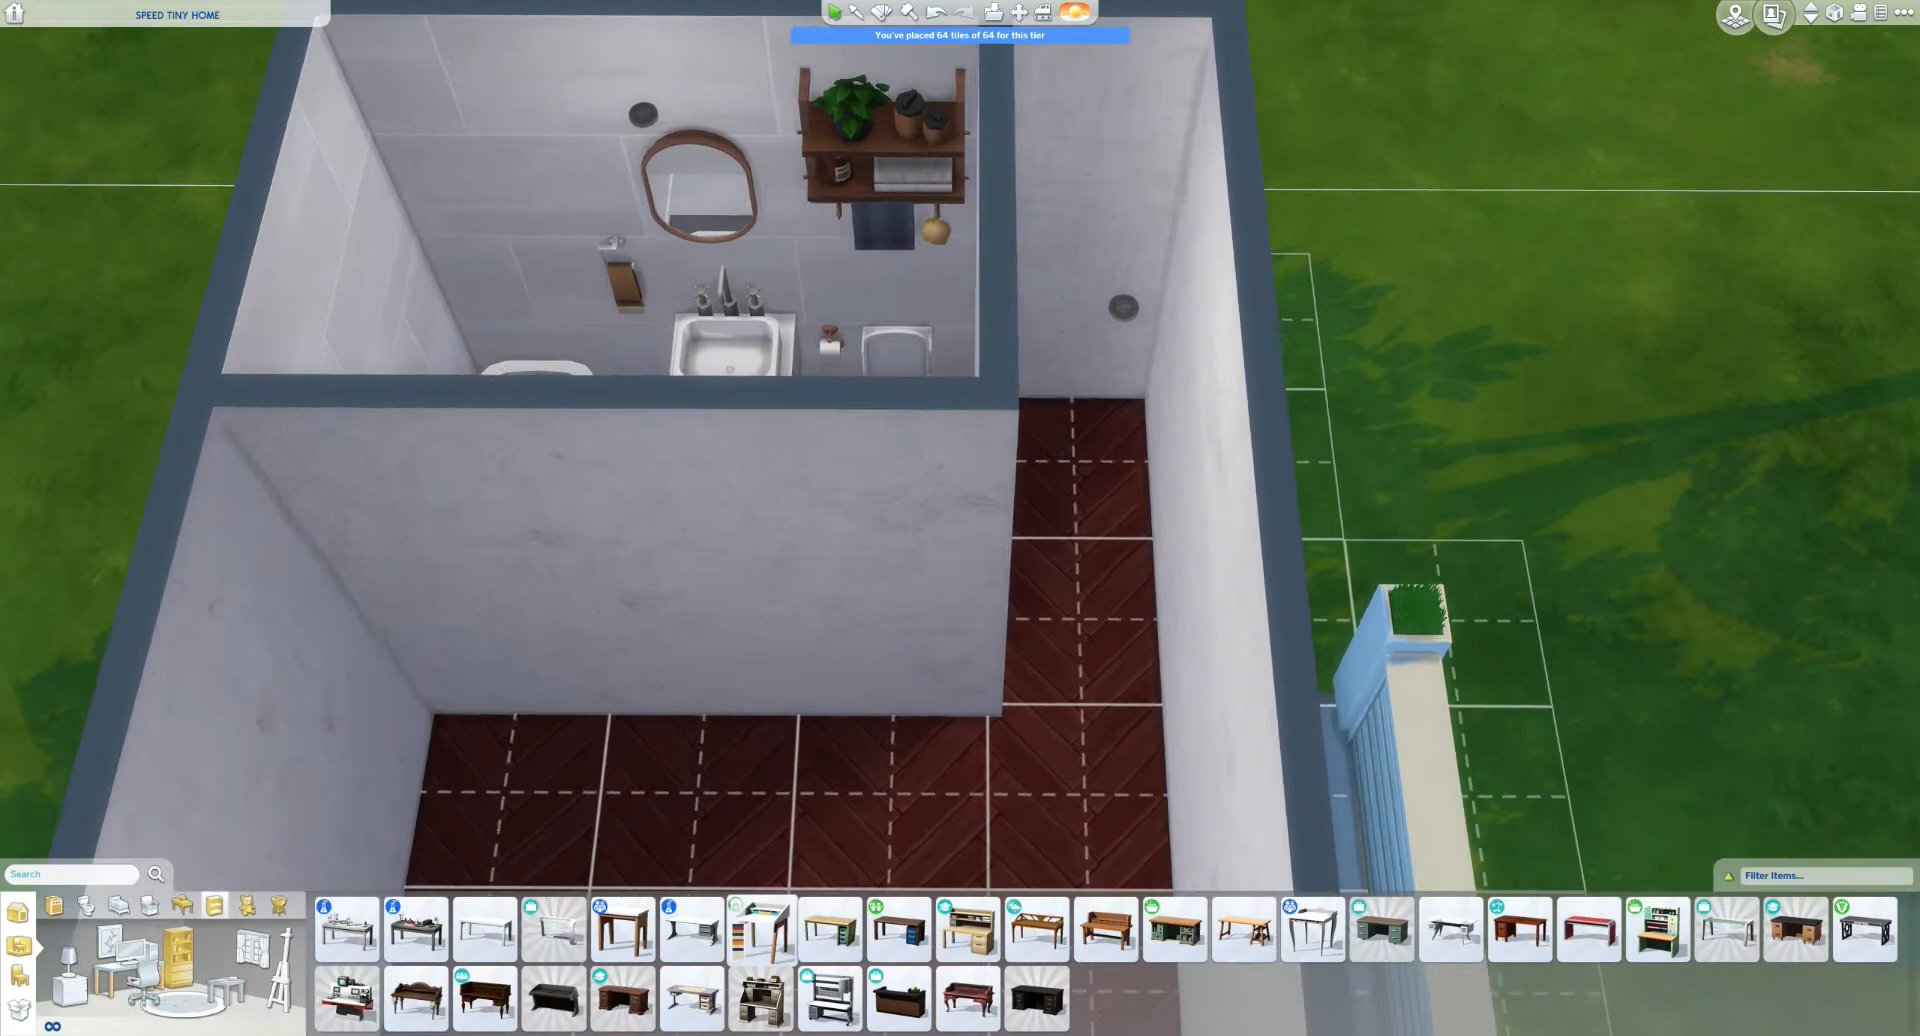 SPEED TINY HOME
You've placed 64 tiles of 64 for this tier
Search
Filter Items...